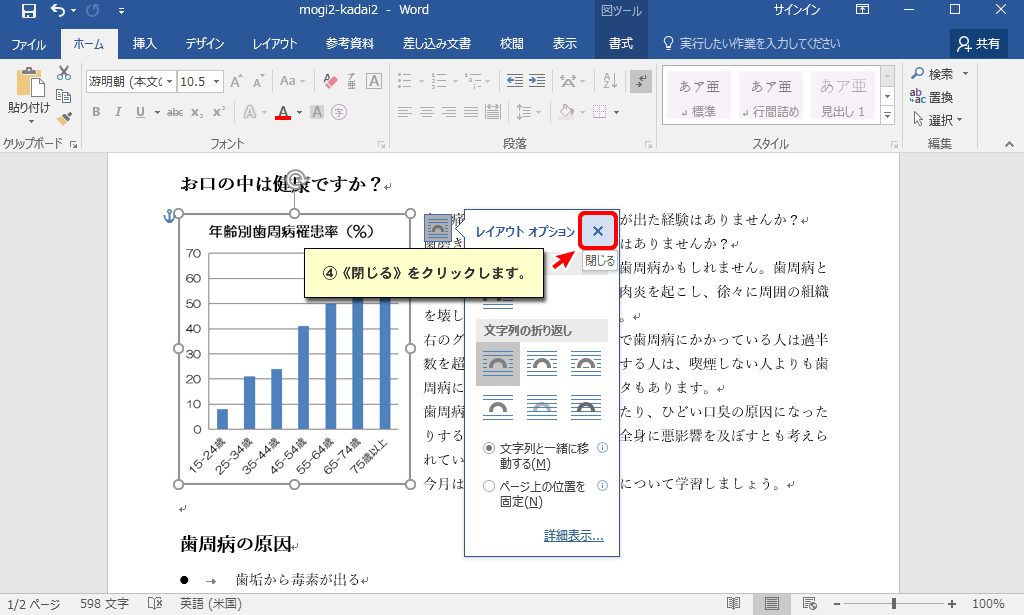 mogi2-kadai2 - Word
図ツール
サインイン
ファイル
ホーム
挿入
デザイン
レイアウト
参考資料
差し込み文書
校閲
表示
書式
実行したい作業を入力してください
共有
貼り付け
クリップボード
游明朝 (本文の
10.5
A A Aa
ア亜
A
B I U abc x₂ x²
A A A 字
フォント
段落
あア亜
標準
あア亜
行間詰め
あア亜
見出し 1
スタイル
検索
置換
選択
編集
お口の中は健康ですか？
年齢別歯周病罹患率（%）
70
60
50
40
30
20
10
0
15-24歳
25-34歳
35-44歳
45-54歳
55-64歳
65-74歳
75歳以上
レイアウト オプション
閉じる
④《閉じる》をクリックします。
文字列の折り返し
文字列と一緒に移動する(M)
ページ上の位置を固定(N)
詳細表示...
が出た経験はありませんか？
歯磨き
はありませんか？
歯周病かもしれません。歯周病と
肉炎を起こし、徐々に周囲の組織
を壊し
。
右のグ
で歯周病にかかっている人は過半
数を超
する人は、喫煙しない人よりも歯
周病に
タもあります。
歯周病
たり、ひどい口臭の原因になった
りする
全身に悪影響を及ぼすとも考えら
れてい
今月は
について学習しましょう。
歯周病の原因
● → 歯垢から毒素が出る
1/2 ページ
598 文字
英語 (米国)
100%